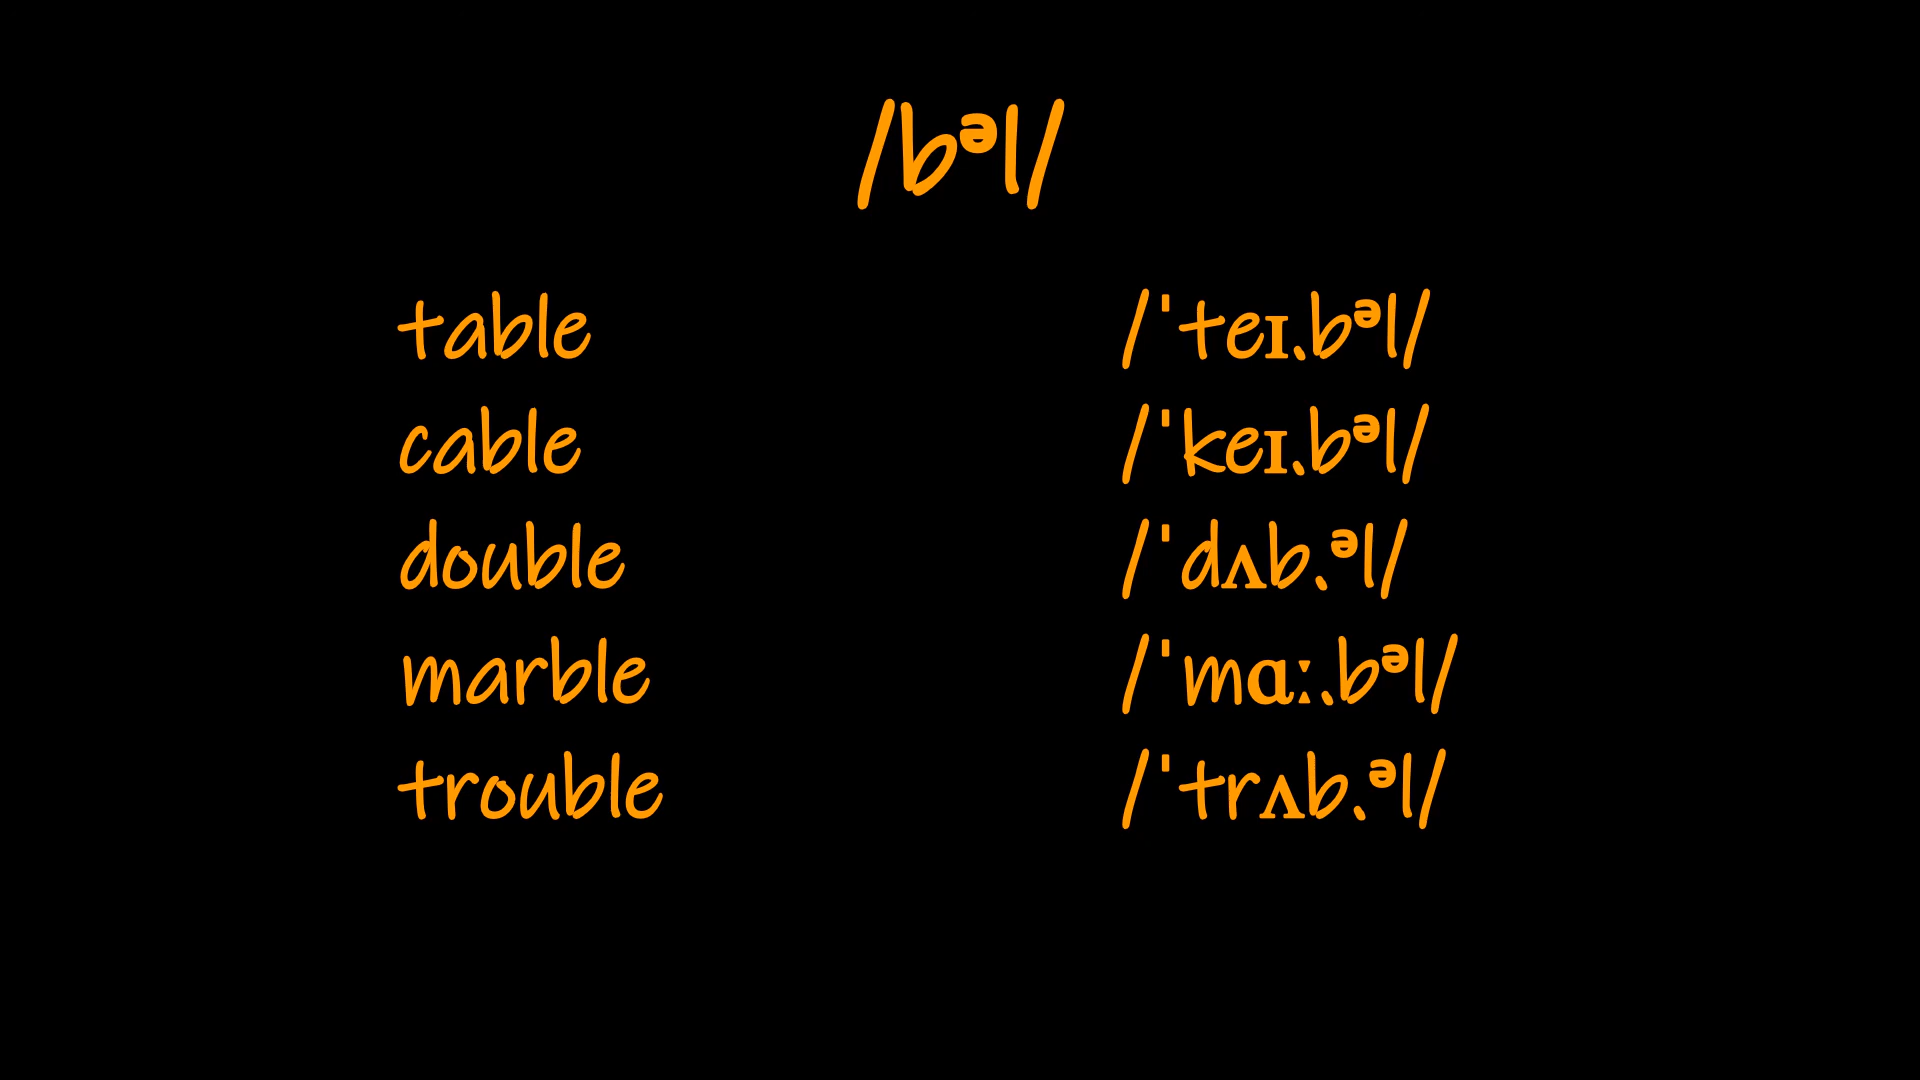 /bᵊl/
table /ˈteɪ.bᵊl/
cable /ˈkeɪ.bᵊl/
double /ˈdʌb.ᵊl/
marble /ˈmɑː.bᵊl/
trouble /ˈtrʌb.ᵊl/